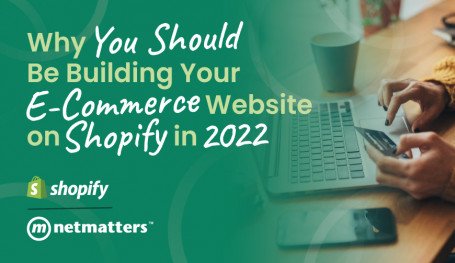 Why You Should
Be Building Your
E-Commerce Website
on Shopify in 2022
shopify
netmatters™